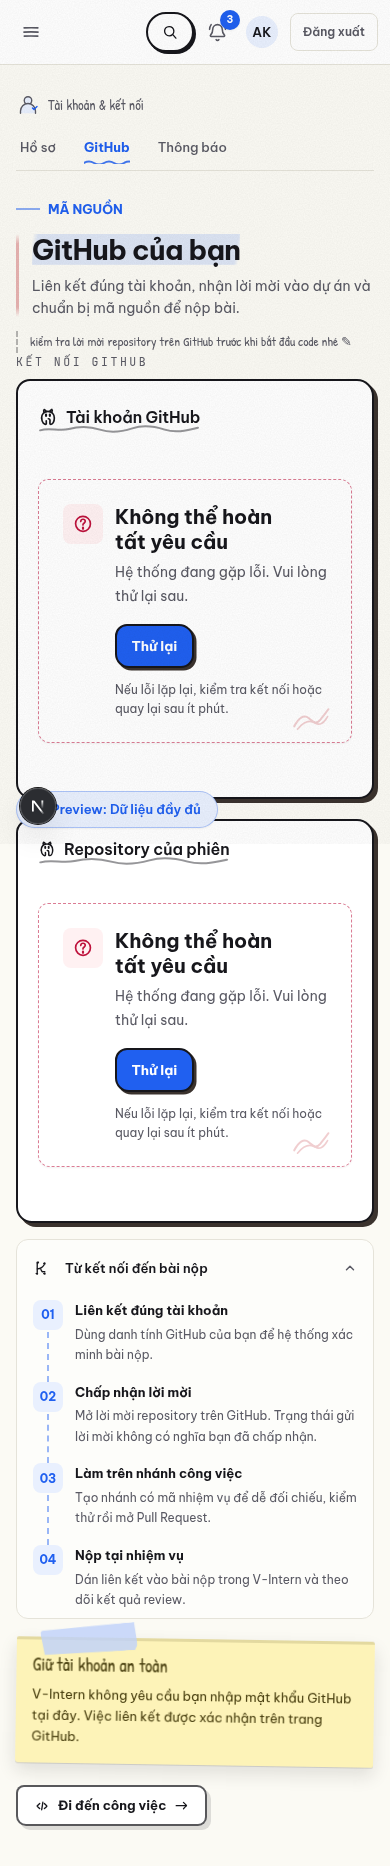 3
AK
Đăng xuất
Tài khoản & kết nối
Hồ sơ
GitHub
Thông báo
MÃ NGUỒN
GitHub của bạn
Liên kết đúng tài khoản, nhận lời mời vào dự án và
chuẩn bị mã nguồn để nộp bài.
kiểm tra lời mời repository trên GitHub trước khi bắt đầu code nhé ✎
KẾT NỐI GITHUB
Tài khoản GitHub
Không thể hoàn
tất yêu cầu
Hệ thống đang gặp lỗi. Vui lòng
thử lại sau.
Thử lại
Nếu lỗi lặp lại, kiểm tra kết nối hoặc
quay lại sau ít phút.
N
Preview: Dữ liệu đầy đủ
Repository của phiên
Không thể hoàn
tất yêu cầu
Hệ thống đang gặp lỗi. Vui lòng
thử lại sau.
Thử lại
Nếu lỗi lặp lại, kiểm tra kết nối hoặc
quay lại sau ít phút.
Từ kết nối đến bài nộp
01
Liên kết đúng tài khoản
Dùng danh tính GitHub của bạn để hệ thống xác
minh bài nộp.
02
Chấp nhận lời mời
Mở lời mời repository trên GitHub. Trạng thái gửi
lời mời không có nghĩa bạn đã chấp nhận.
03
Làm trên nhánh công việc
Tạo nhánh có mã nhiệm vụ để dễ đối chiếu, kiểm
thử rồi mở Pull Request.
04
Nộp tại nhiệm vụ
Dán liên kết vào bài nộp trong V-Intern và theo
dõi kết quả review.
Giữ tài khoản an toàn
V-Intern không yêu cầu bạn nhập mật khẩu GitHub
tại đây. Việc liên kết được xác nhận trên trang
GitHub.
Đi đến công việc →